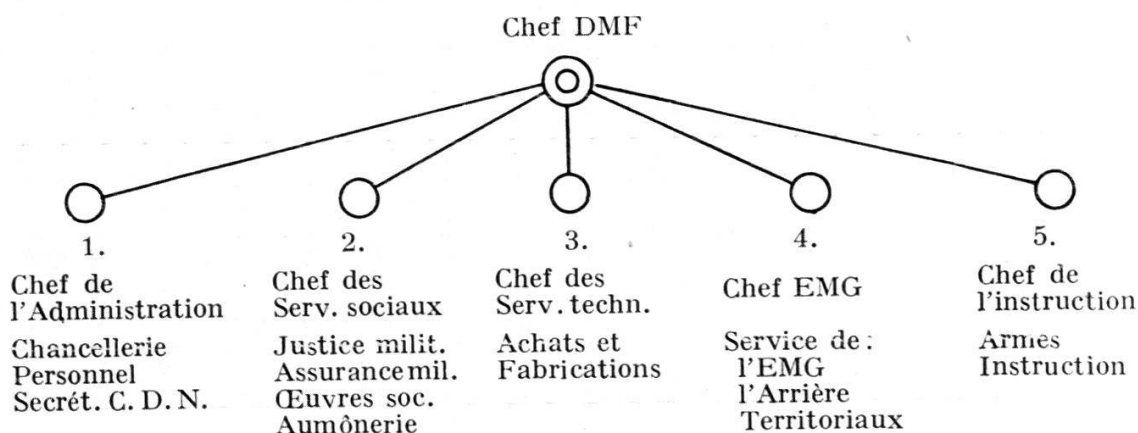 Chef DMF
1.
Chef de
l'Administration
Chancellerie
Personnel
Secrét. C. D. N.
2.
Chef des
Serv. sociaux
Justice milit.
Assurance mil.
Œuvres soc.
Aumônerie
3.
Chef des
Serv. techn.
Achats et
Fabrications
4.
Chef EMG
Service de :
l'EMG
l'Arrière
Territoriaux
5.
Chef de
l'instruction
Armes
Instruction